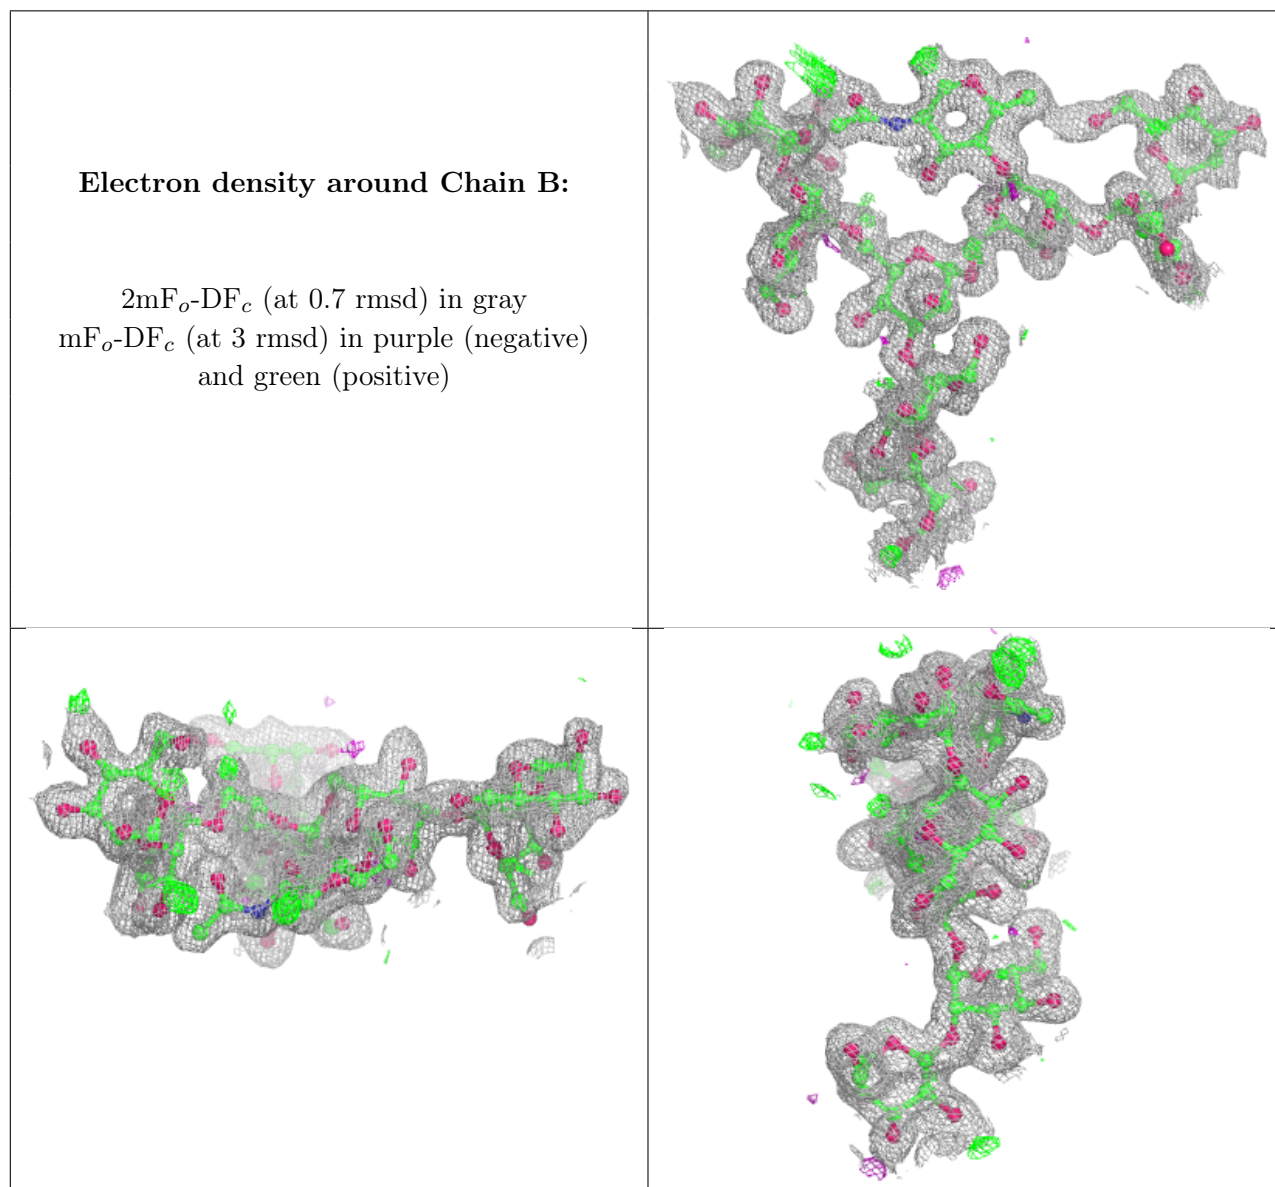 Electron density around Chain B:
2mFo-DFc (at 0.7 rmsd) in gray
mFo-DFc (at 3 rmsd) in purple (negative)
and green (positive)